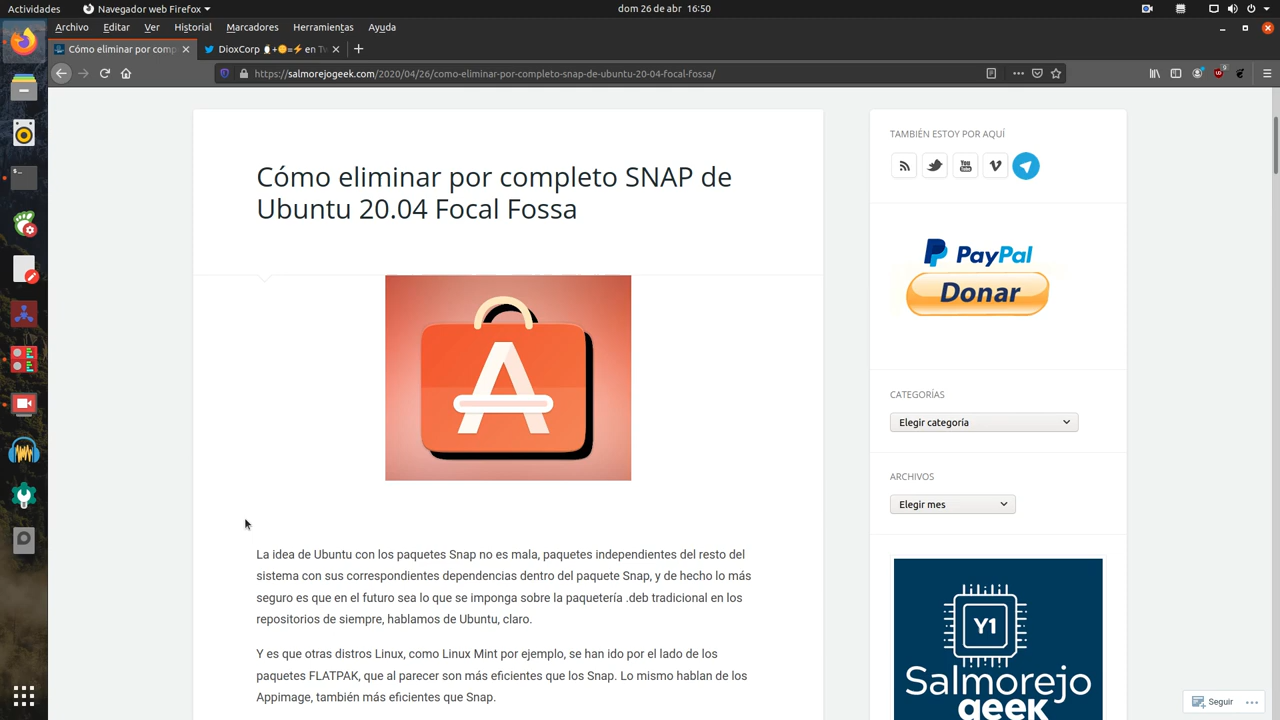 Actividades
Navegador web Firefox
dom 26 de abr 16:50
Archivo Editar Ver Historial Marcadores Herramientas Ayuda
Cómo eliminar por comp
DioxCorp + = en Tw
https://salmorejogeek.com/2020/04/26/como-eliminar-por-completo-snap-de-ubuntu-20-04-focal-fossa/
Cómo eliminar por completo SNAP de
Ubuntu 20.04 Focal Fossa
La idea de Ubuntu con los paquetes Snap no es mala, paquetes independientes del resto del
sistema con sus correspondientes dependencias dentro del paquete Snap, y de hecho lo más
seguro es que en el futuro sea lo que se imponga sobre la paquetería .deb tradicional en los
repositorios de siempre, hablamos de Ubuntu, claro.
Y es que otras distros Linux, como Linux Mint por ejemplo, se han ido por el lado de los
paquetes FLATPAK, que al parecer son más eficientes que los Snap. Lo mismo hablan de los
Appimage, también más eficientes que Snap.
TAMBIÉN ESTOY POR AQUÍ
You
Tube
PayPal
Donar
CATEGORÍAS
Elegir categoría
ARCHIVOS
Elegir mes
Y1
Salmorejo
geek
Seguir